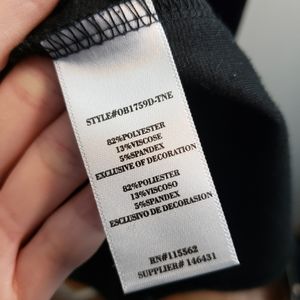 STYLE#OB1759D-TNE
82%POLYESTER
13%VISCOSE
5%SPANDEX
EXCLUSIVE OF DECORATION
82%POLIESTER
13%VISCOSO
5%SPANDEX
EXCLUSIVO DE DECORASION
RN#115562
SUPPLIER# 146431